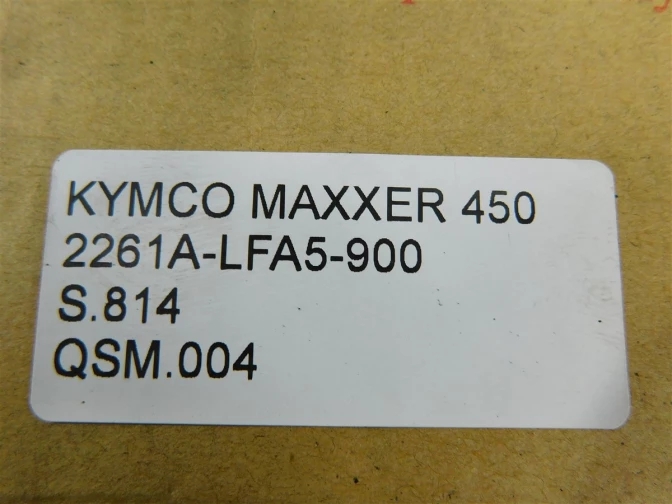 KYMCO MAXXER 450
2261A-LFA5-900
S.814
QSM.004